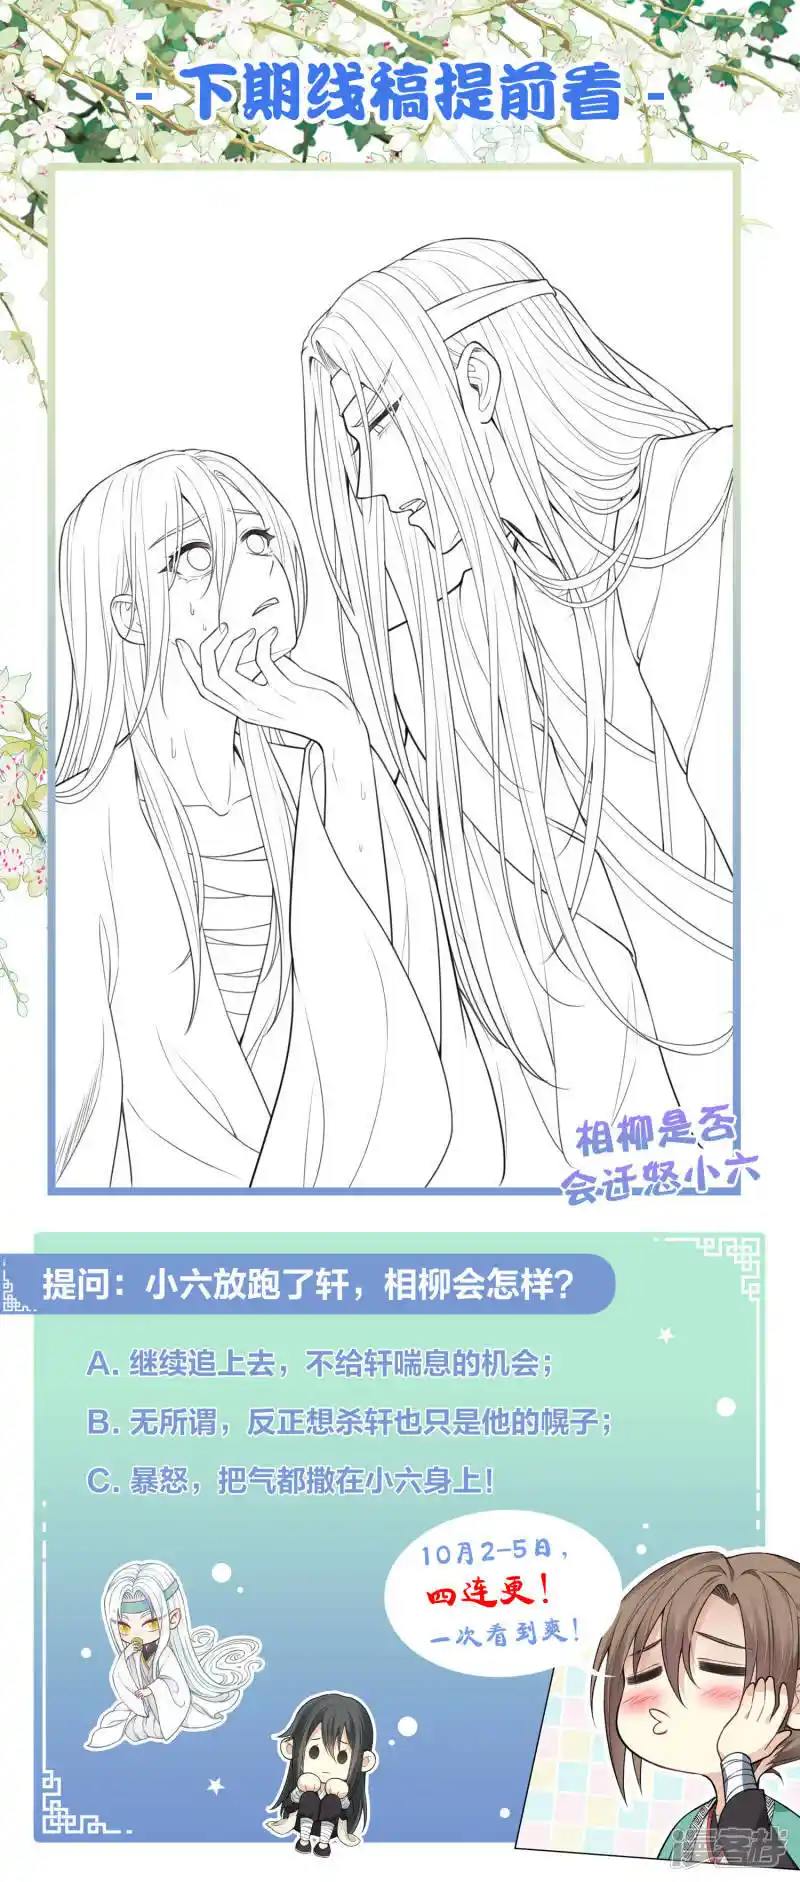 - 下期线稿提前看 -
相柳是否
会迁怒小六
提问：小六放跑了轩，相柳会怎样？
A. 继续追上去，不给轩喘息的机会；
B. 无所谓，反正想杀轩也只是他的幌子；
C. 暴怒，把气都撒在小六身上！
10月2-5日，
四连更！
一次看到爽！
漫客栈